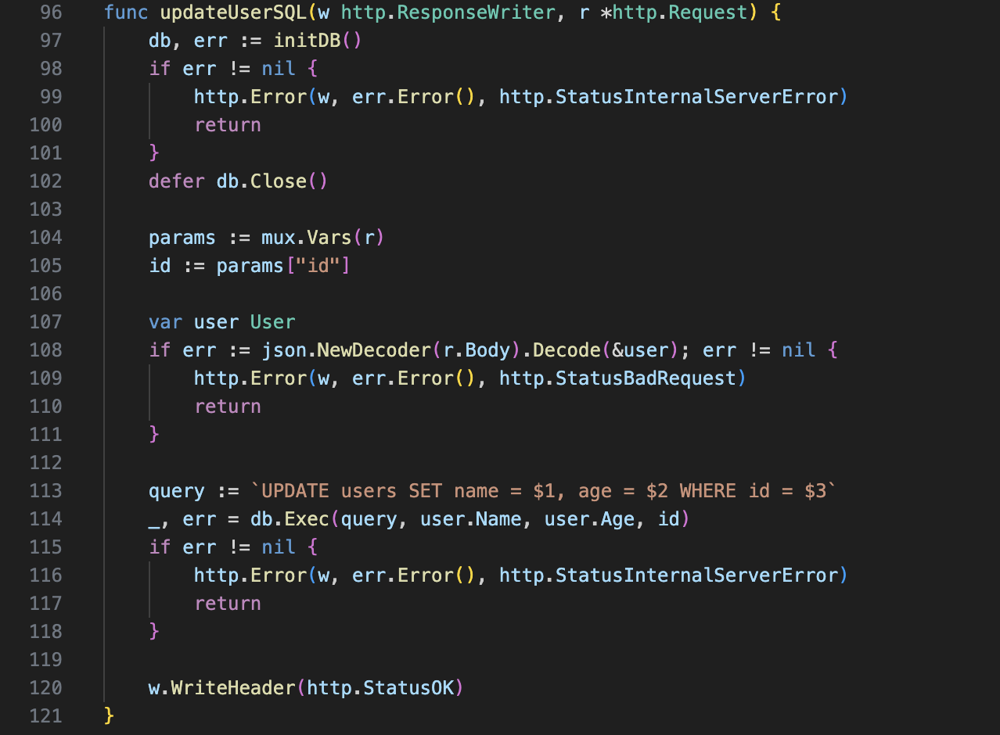 96 func updateUserSQL(w http.ResponseWriter, r *http.Request) {
97     db, err := initDB()
98     if err != nil {
99         http.Error(w, err.Error(), http.StatusInternalServerError)
100         return
101     }
102     defer db.Close()
103
104     params := mux.Vars(r)
105     id := params["id"]
106
107     var user User
108     if err := json.NewDecoder(r.Body).Decode(&user); err != nil {
109         http.Error(w, err.Error(), http.StatusBadRequest)
110         return
111     }
112
113     query := `UPDATE users SET name = $1, age = $2 WHERE id = $3`
114     _, err = db.Exec(query, user.Name, user.Age, id)
115     if err != nil {
116         http.Error(w, err.Error(), http.StatusInternalServerError)
117         return
118     }
119
120     w.WriteHeader(http.StatusOK)
121 }